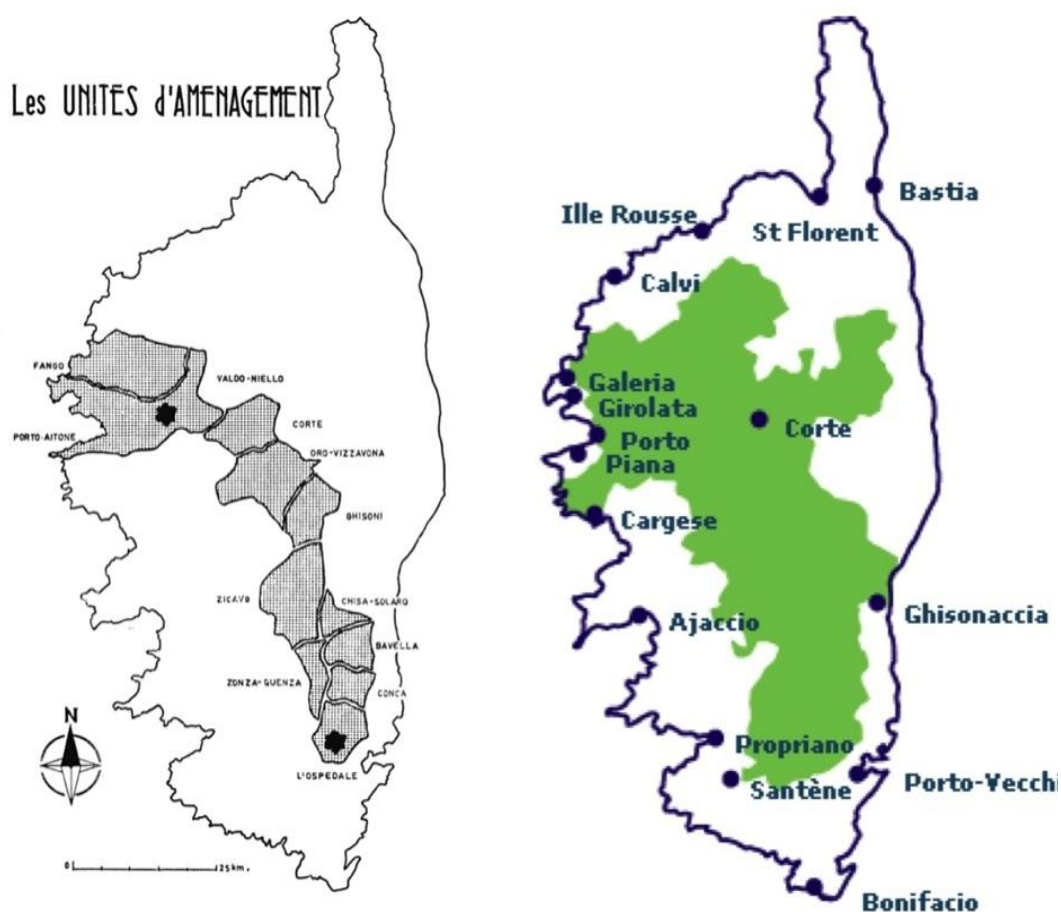 Les UNITÉS d'AMENAGEMENT
FANGO
VALDO-NIELLO
PORTO-AITONE
CORTE
ORO-VIZZAVONA
GHISONI
ZICAVO
CHISA-SOLARO
BAVELLA
ZONZA-QUENZA
CONCA
N
L'OSPEDALE
0 25km.
Bastia
Ille Rousse
St Florent
Calvi
Galeria
Girolata
Porto
Corte
Piana
Cargese
Ajaccio
Ghisonaccia
Propriano
Santène
Porto-Vecchi
Bonifacio